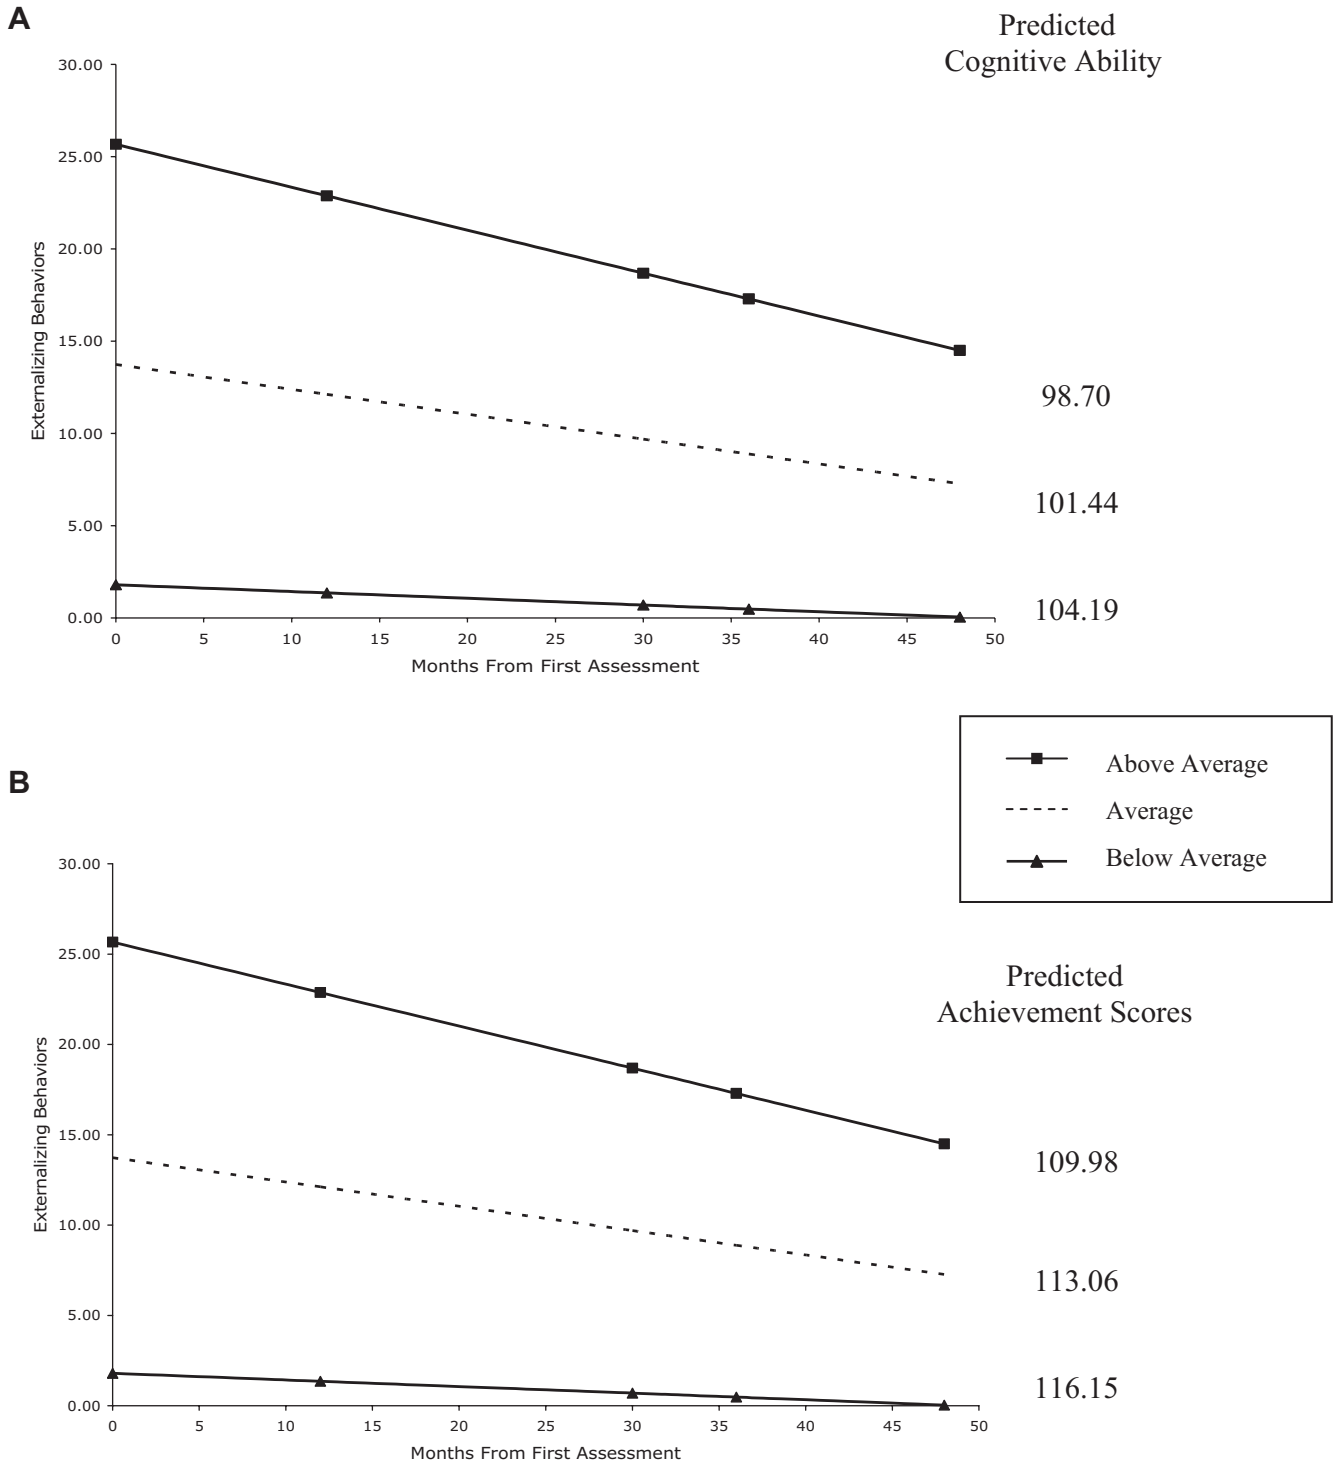 A
Predicted
Cognitive Ability
30.00
25.00
20.00
15.00
10.00
5.00
0.00
Externalizing Behaviors
0 5 10 15 20 25 30 35 40 45 50
Months From First Assessment
98.70
101.44
104.19
Above Average
Average
Below Average
B
30.00
25.00
20.00
15.00
10.00
5.00
0.00
Externalizing Behaviors
0 5 10 15 20 25 30 35 40 45 50
Months From First Assessment
Predicted
Achievement Scores
109.98
113.06
116.15